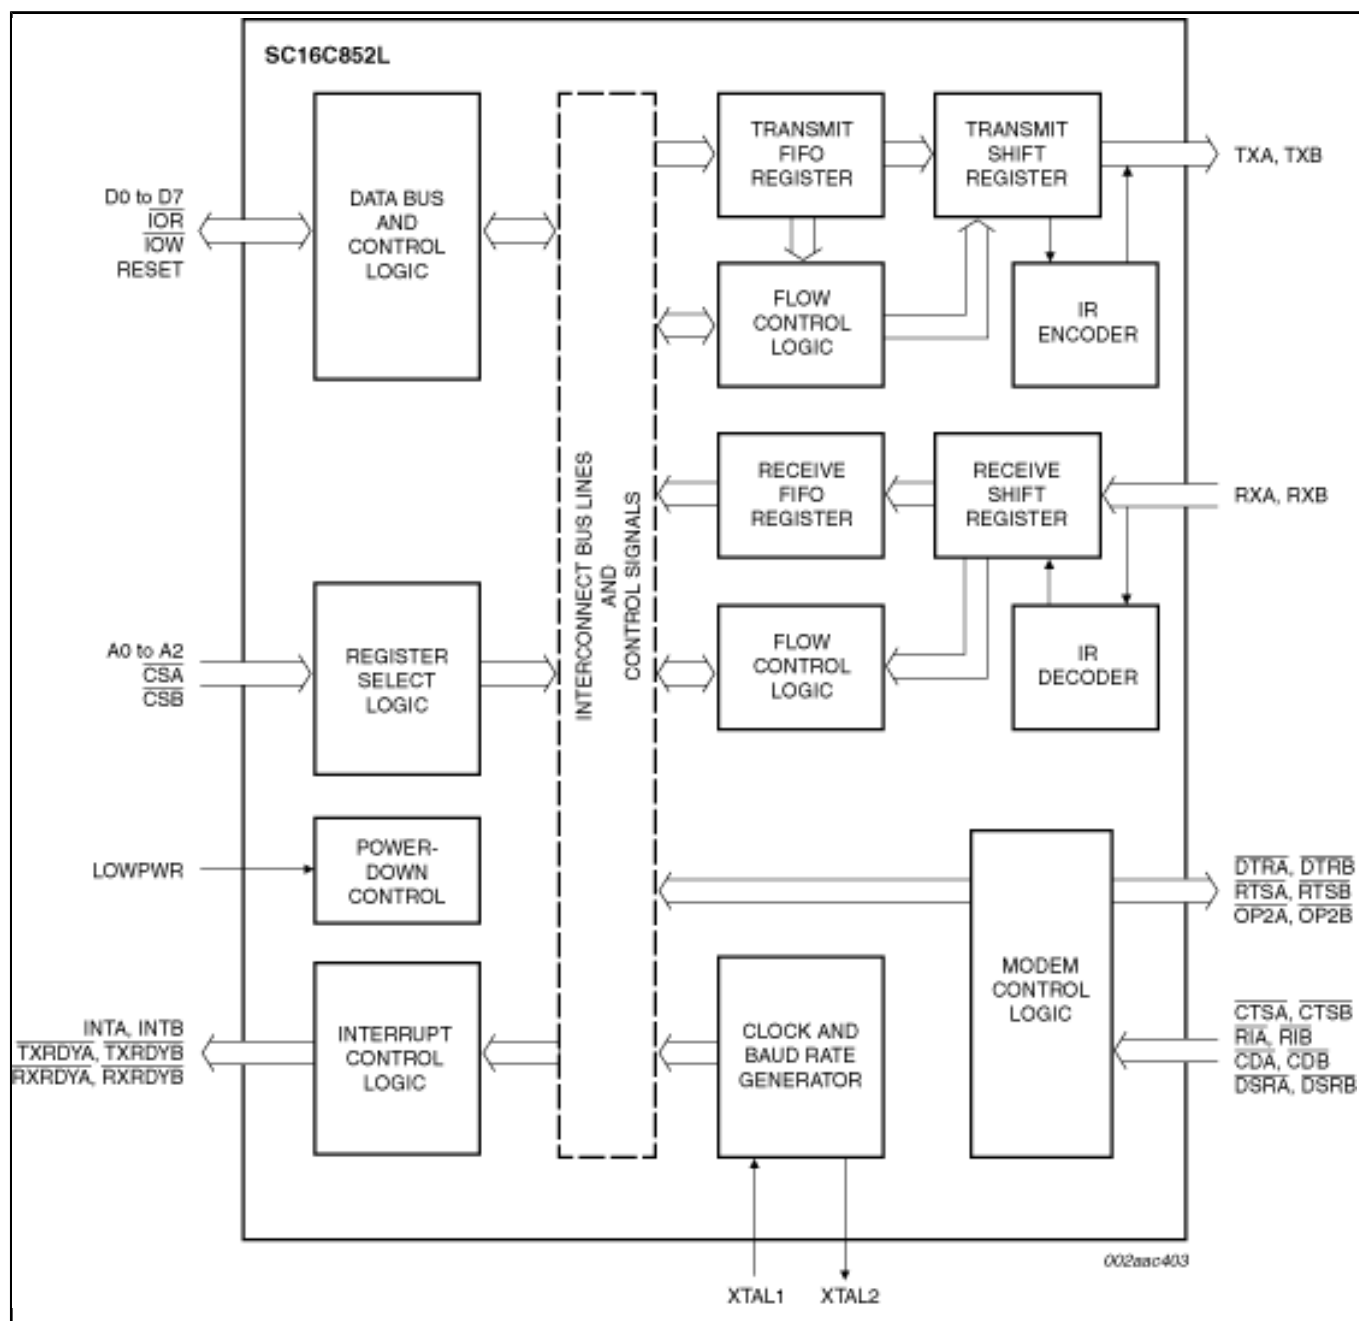 SC16C852L
D0 to D7
IOR
IOW
RESET
DATA BUS
AND
CONTROL
LOGIC
TRANSMIT
FIFO
REGISTER
TRANSMIT
SHIFT
REGISTER
TXA, TXB
FLOW
CONTROL
LOGIC
IR
ENCODER
INTERCONNECT BUS LINES
AND
CONTROL SIGNALS
RECEIVE
FIFO
REGISTER
RECEIVE
SHIFT
REGISTER
RXA, RXB
A0 to A2
CSA
CSB
REGISTER
SELECT
LOGIC
FLOW
CONTROL
LOGIC
IR
DECODER
LOWPWR
POWER-
DOWN
CONTROL
DTRA, DTRB
RTSA, RTSB
OP2A, OP2B
MODEM
CONTROL
LOGIC
INTA, INTB
TXRDYA, TXRDYB
RXRDYA, RXRDYB
INTERRUPT
CONTROL
LOGIC
CLOCK AND
BAUD RATE
GENERATOR
CTSA, CTSB
RIA, RIB
CDA, CDB
DSRA, DSRB
002aac403
XTAL1
XTAL2